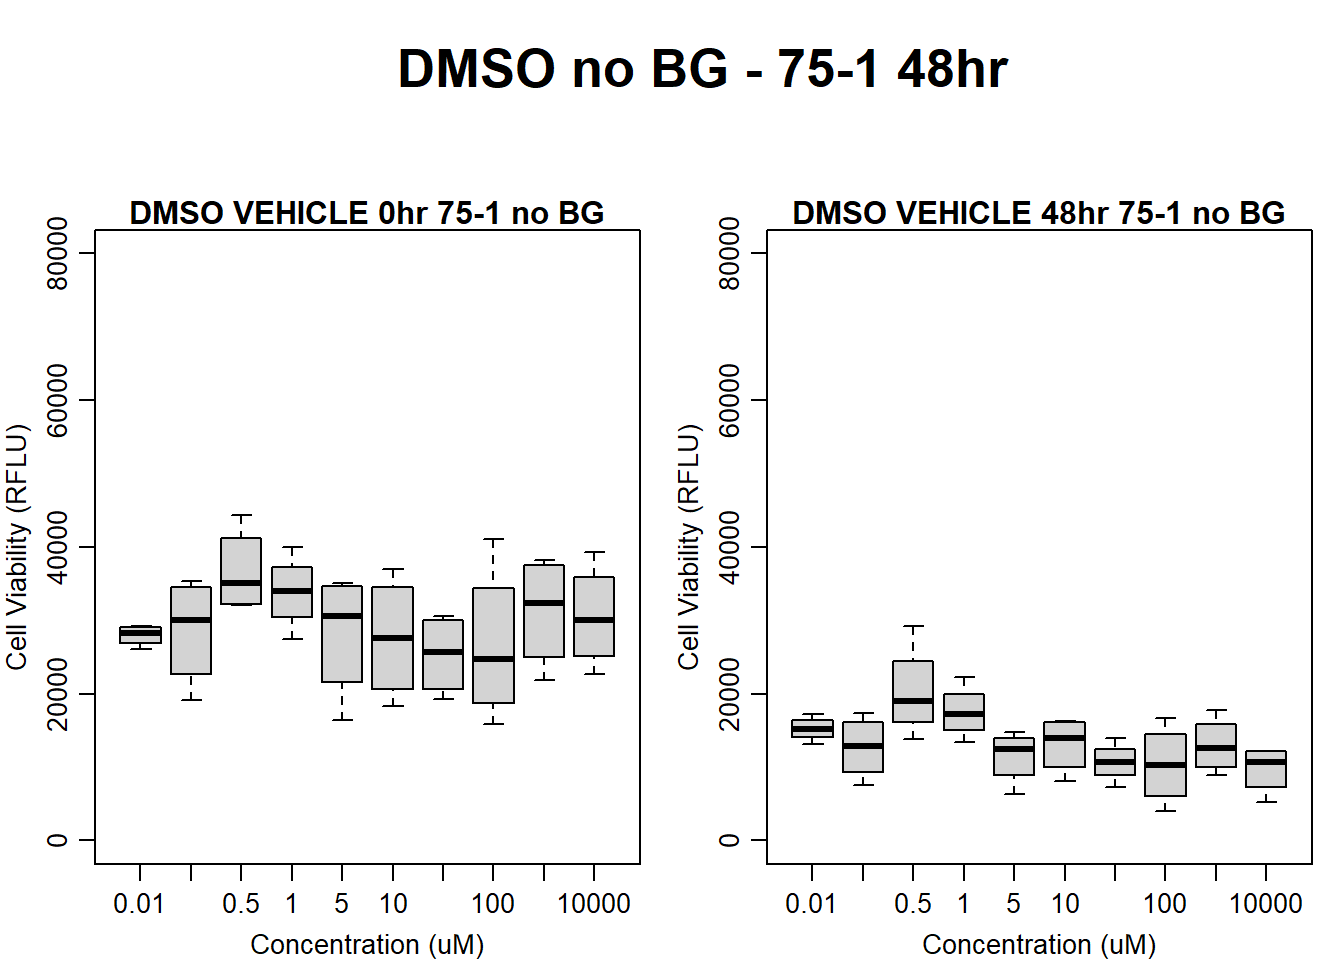 DMSO no BG - 75-1 48hr
DMSO VEHICLE 0hr 75-1 no BG
Cell Viability (RFLU)
80000
60000
40000
20000
0
0.01 0.5 1 5 10 100 10000
Concentration (uM)
DMSO VEHICLE 48hr 75-1 no BG
Cell Viability (RFLU)
80000
60000
40000
20000
0
0.01 0.5 1 5 10 100 10000
Concentration (uM)